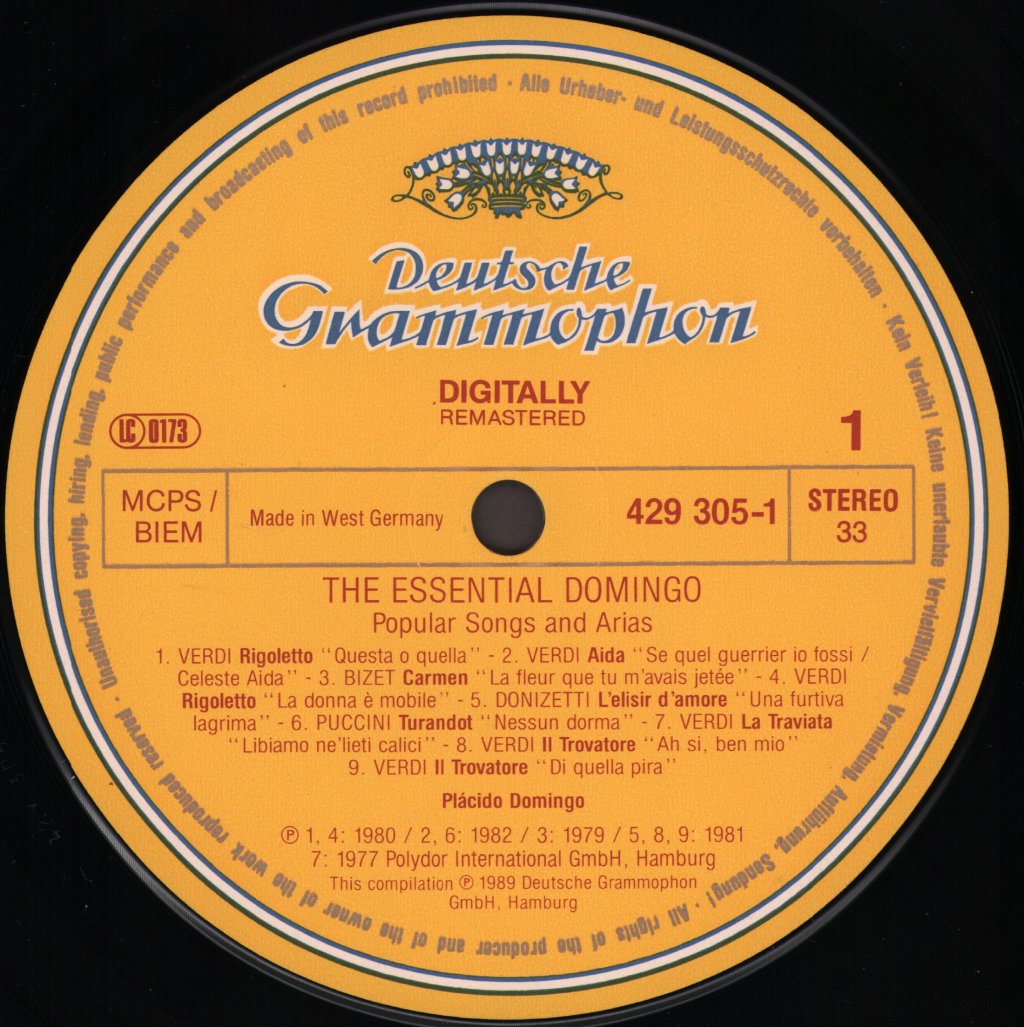 Deutsche
Grammophon
DIGITALLY
REMASTERED
LC 0173
1
MCPS /
BIEM
Made in West Germany
429 305-1
STEREO
33
THE ESSENTIAL DOMINGO
Popular Songs and Arias
1. VERDI Rigoletto "Questa o quella" - 2. VERDI Aida "Se quel guerrier io fossi /
Celeste Aida" - 3. BIZET Carmen "La fleur que tu m'avais jetée" - 4. VERDI
Rigoletto "La donna è mobile" - 5. DONIZETTI L'elisir d'amore "Una furtiva
lagrima" - 6. PUCCINI Turandot "Nessun dorma" - 7. VERDI La Traviata
"Libiamo ne'lieti calici" - 8. VERDI Il Trovatore "Ah si, ben mio"
9. VERDI Il Trovatore "Di quella pira"
Plácido Domingo
℗ 1, 4: 1980 / 2, 6: 1982 / 3: 1979 / 5, 8, 9: 1981
7: 1977 Polydor International GmbH, Hamburg
This compilation ℗ 1989 Deutsche Grammophon
GmbH, Hamburg
Alle Urheber- und Leistungsschutzrechte vorbehalten · Kein Verleih! Keine unerlaubte Vervielfältigung, Vermietung, Aufführung, Sendung! · All rights of the producer and of the owner of the work reproduced reserved · Unauthorised copying, hiring, lending, public performance and broadcasting of this record prohibited ·